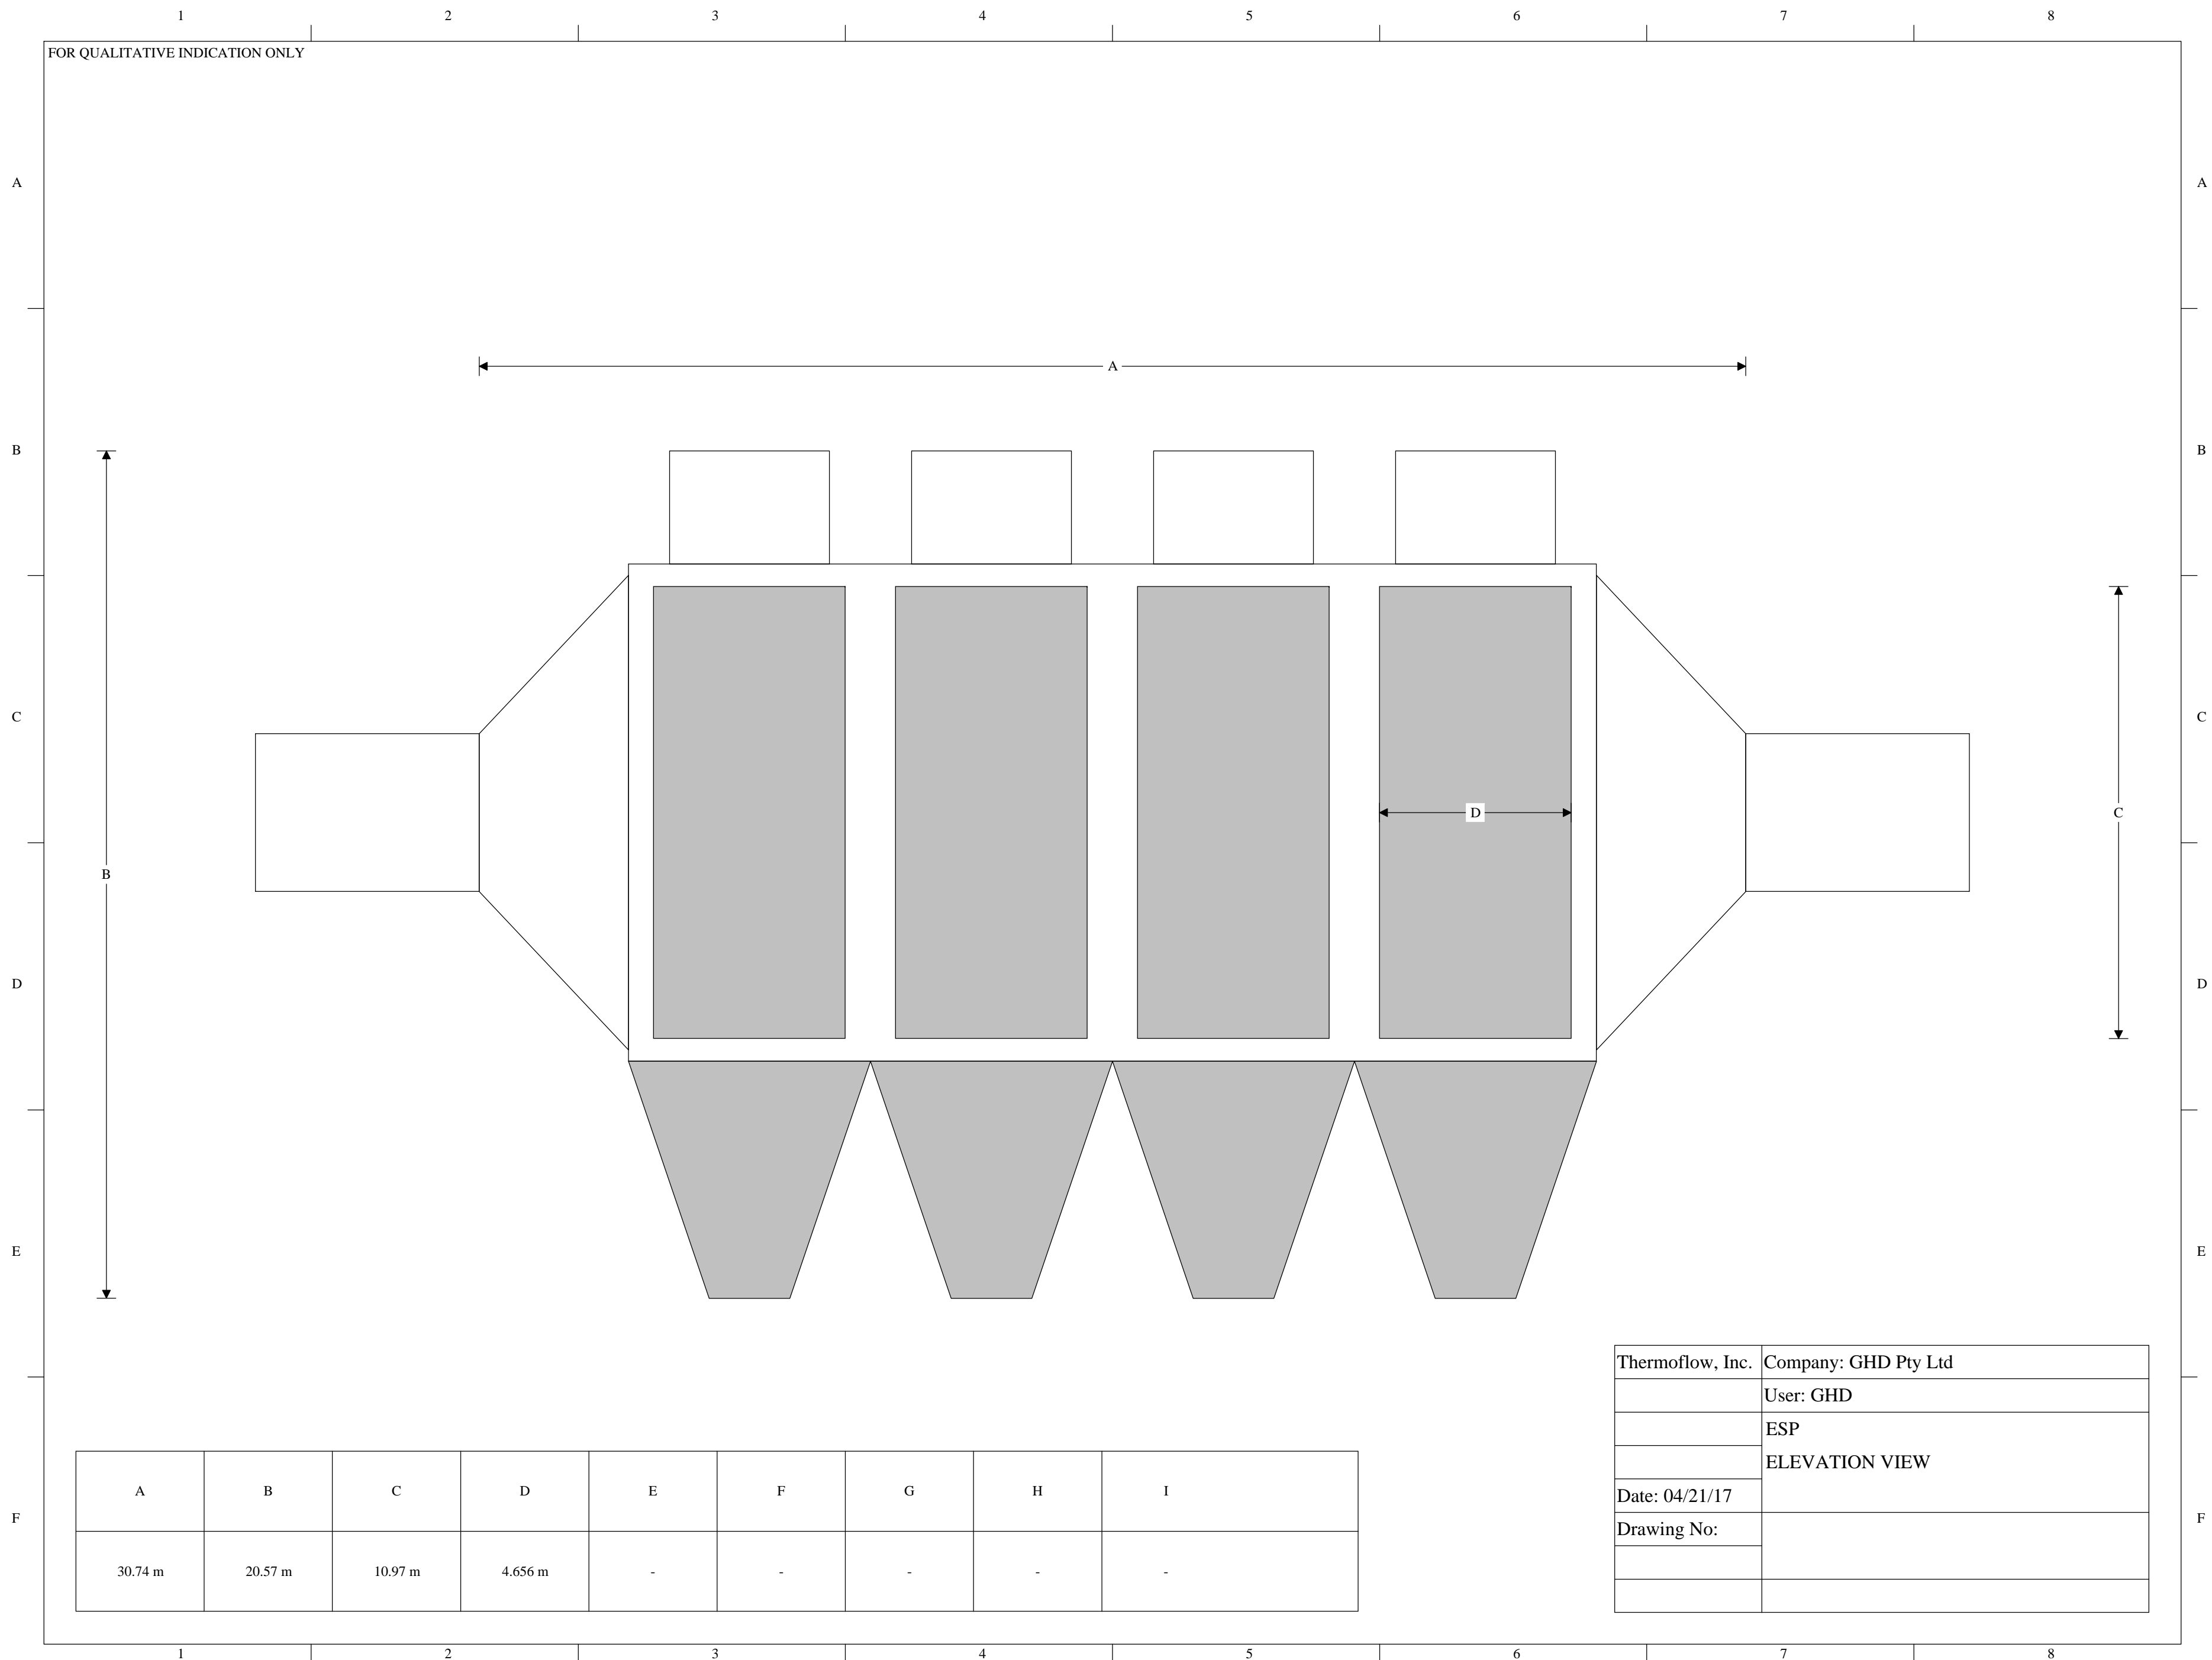 1 2 3 4 5 6 7 8
FOR QUALITATIVE INDICATION ONLY
A A
A
B B
C C
D C
B
D D
E E
Thermoflow, Inc. Company: GHD Pty Ltd
User: GHD
ESP
ELEVATION VIEW
Date: 04/21/17
Drawing No:
A B C D E F G H I
F F
30.74 m 20.57 m 10.97 m 4.656 m - - - - -
1 2 3 4 5 6 7 8